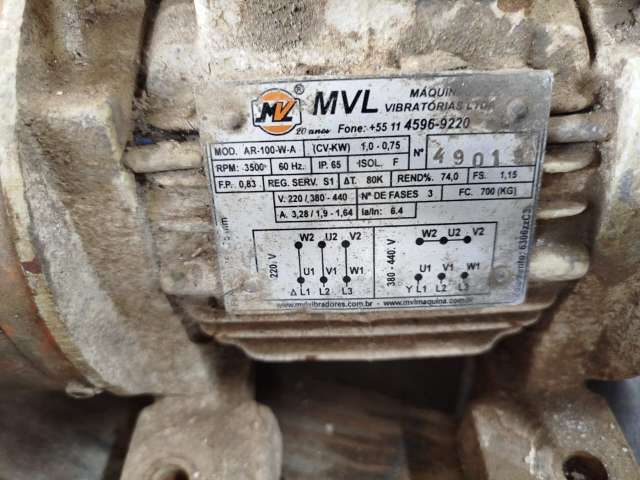 MVL ® MVL MÁQUINAS
VIBRATÓRIAS LTDA
20 anos Fone: +55 11 4596-9220
MOD. AR-100-W-A (CV-KW) 1,0 - 0,75 Nº 4901
RPM: 3500 60 Hz. IP. 65 ISOL. F
F.P. 0,83 REG. SERV. S1 ΔT. 80K REND% 74,0 FS. 1,15
V. 220 / 380 - 440 Nº DE FASES 3 FC. 700 (KG)
A. 3,28 / 1,9 - 1,64 Ia/In: 6.4
220. V W2 U2 V2
U1 V1 W1
Δ L1 L2 L3
380 - 440. V W2 U2 V2
U1 V1 W1
Y L1 L2 L3
www.mvlvibradores.com.br - www.mvlmaquina.com.br
6306zzC3